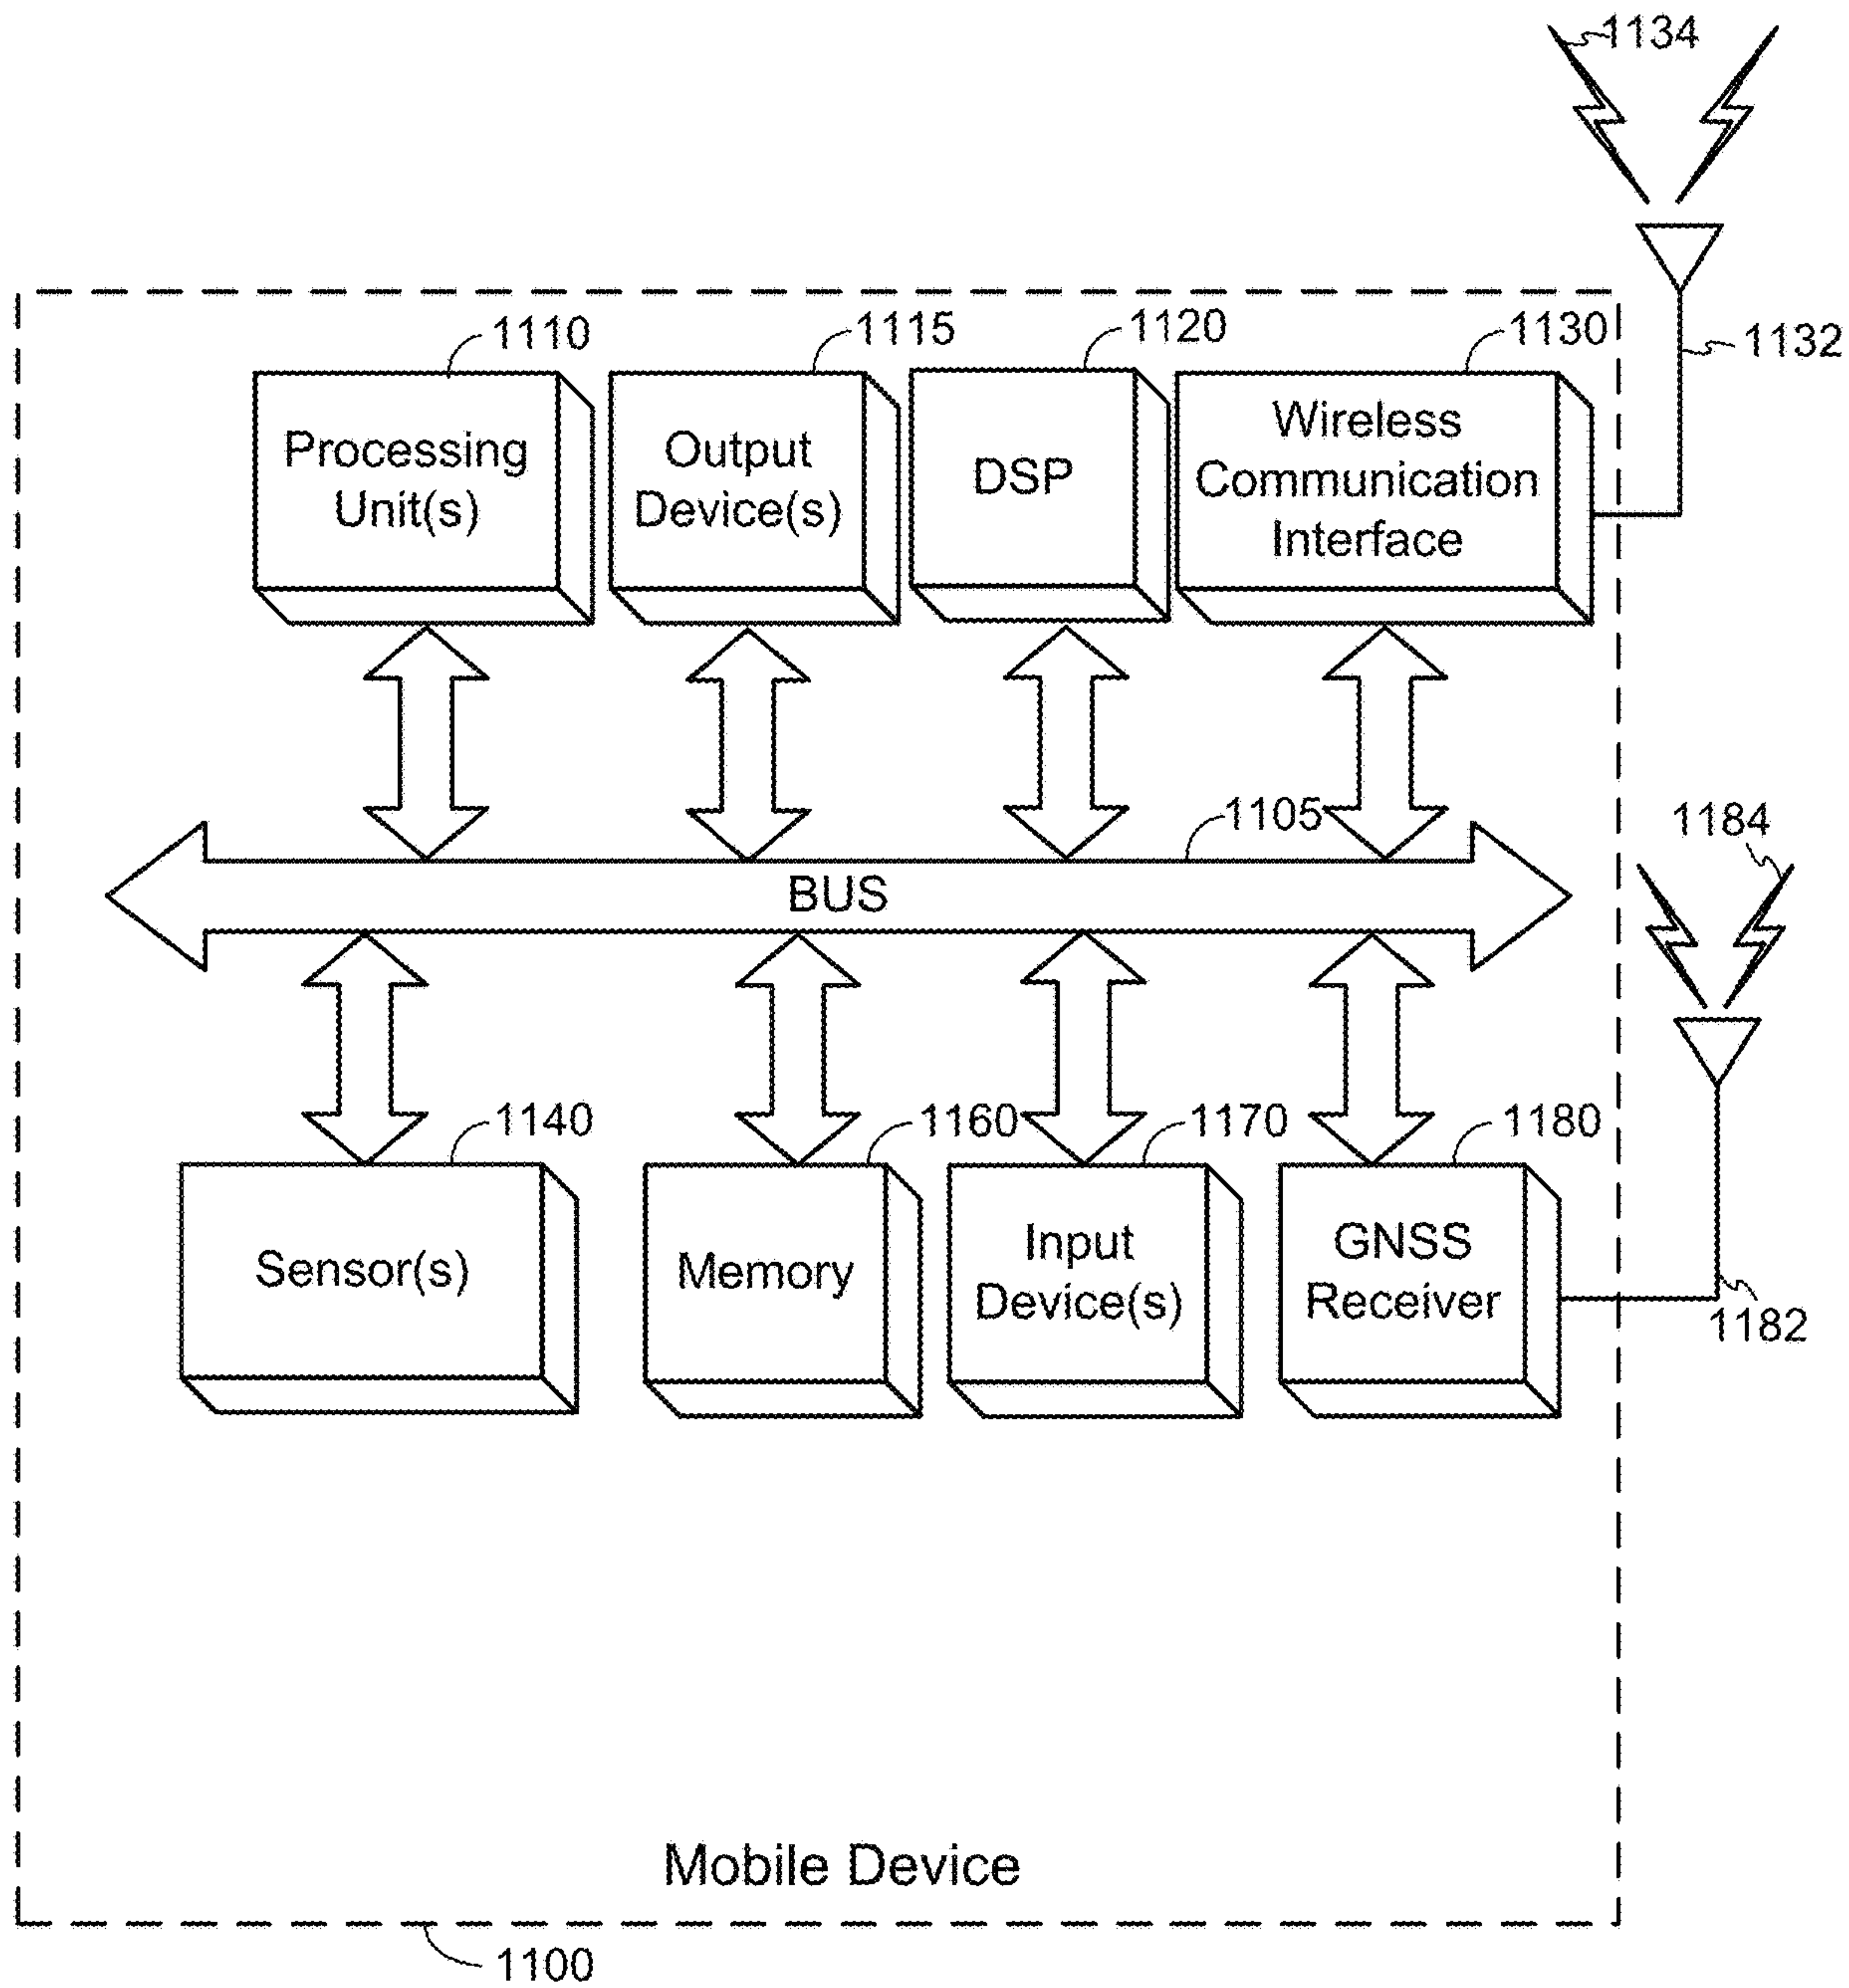 1134
1132
1110
1115
1120
1130
Processing
Unit(s)
Output
Device(s)
DSP
Wireless
Communication
Interface
1105
BUS
1184
1140
1160
1170
1180
Sensor(s)
Memory
Input
Device(s)
GNSS
Receiver
1182
Mobile Device
1100